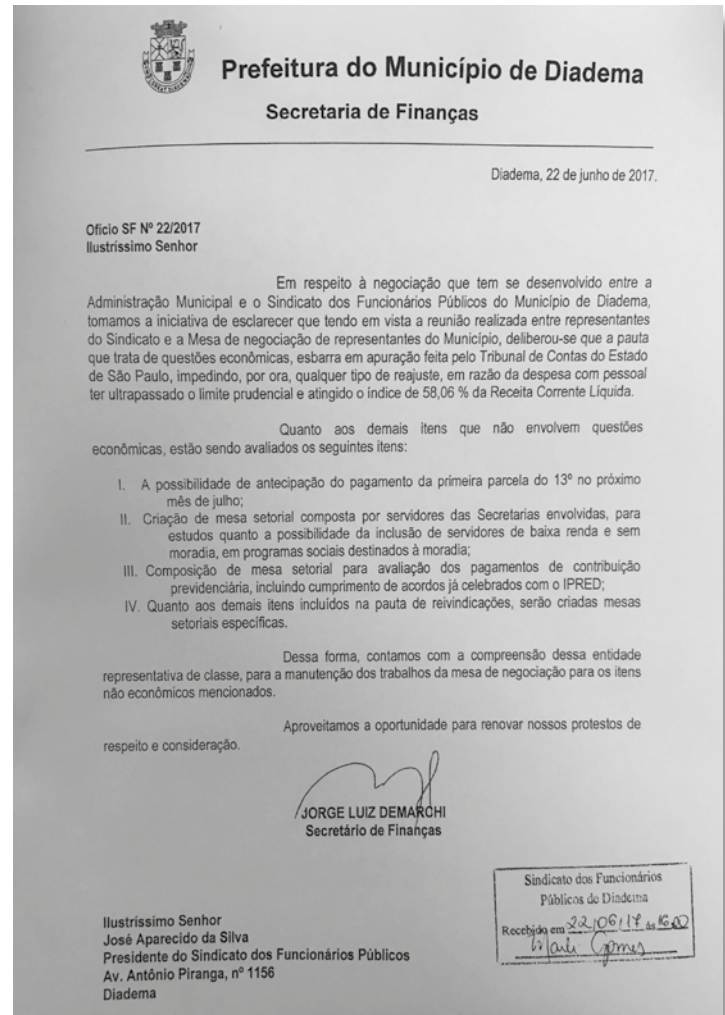 Prefeitura do Município de Diadema
Secretaria de Finanças
Diadema, 22 de junho de 2017.
Ofício SF Nº 22/2017
Ilustríssimo Senhor
Em respeito à negociação que tem se desenvolvido entre a
Administração Municipal e o Sindicato dos Funcionários Públicos do Município de Diadema,
tomamos a iniciativa de esclarecer que tendo em vista a reunião realizada entre representantes
do Sindicato e a Mesa de negociação de representantes do Município, deliberou-se que a pauta
que trata de questões econômicas, esbarra em apuração feita pelo Tribunal de Contas do Estado
de São Paulo, impedindo, por ora, qualquer tipo de reajuste, em razão da despesa com pessoal
ter ultrapassado o limite prudencial e atingido o índice de 58,06 % da Receita Corrente Líquida.
Quanto aos demais itens que não envolvem questões
econômicas, estão sendo avaliados os seguintes itens:
I. A possibilidade de antecipação do pagamento da primeira parcela do 13º no próximo
mês de julho;
II. Criação de mesa setorial composta por servidores das Secretarias envolvidas, para
estudos quanto a possibilidade da inclusão de servidores de baixa renda e sem
moradia, em programas sociais destinados à moradia;
III. Composição de mesa setorial para avaliação dos pagamentos de contribuição
previdenciária, incluindo cumprimento de acordos já celebrados com o IPRED;
IV. Quanto aos demais itens incluídos na pauta de reivindicações, serão criadas mesas
setoriais específicas.
Dessa forma, contamos com a compreensão dessa entidade
representativa de classe, para a manutenção dos trabalhos da mesa de negociação para os itens
não econômicos mencionados.
Aproveitamos a oportunidade para renovar nossos protestos de
respeito e consideração.
JORGE LUIZ DEMARCHI
Secretário de Finanças
Sindicato dos Funcionários
Públicos de Diadema
Recebido em 22/06/17 às 16:00
Marli Gomes
Ilustríssimo Senhor
José Aparecido da Silva
Presidente do Sindicato dos Funcionários Públicos
Av. Antônio Piranga, nº 1156
Diadema